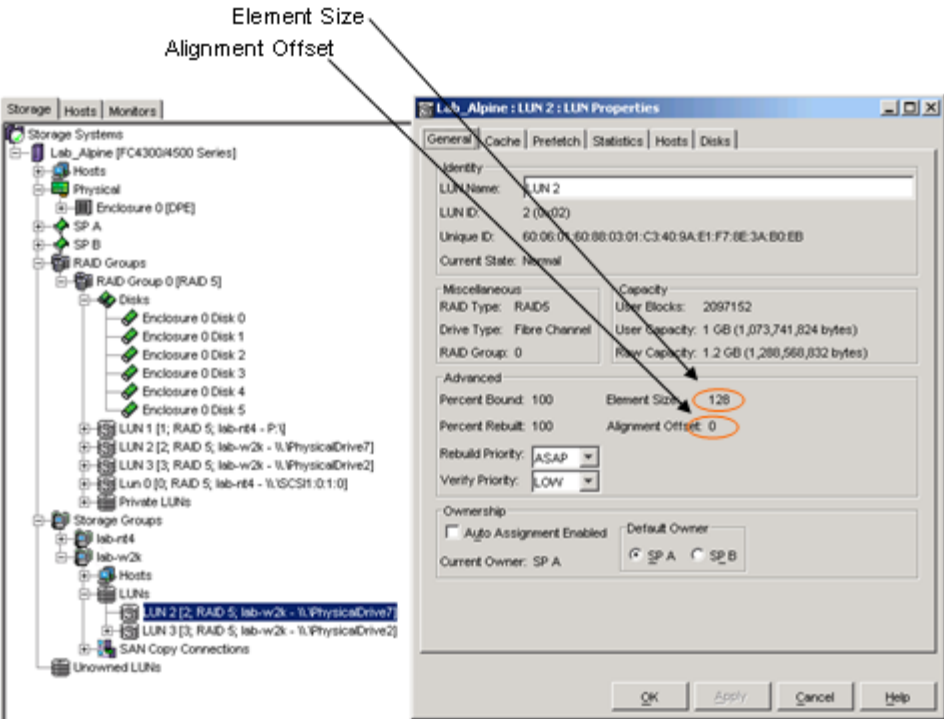 Element Size
Alignment Offset
Storage
Hosts
Monitors
Storage Systems
Lab_Alpine [FC4300/4500 Series]
Hosts
Physical
Enclosure 0 [DPE]
SP A
SP B
RAID Groups
RAID Group 0 [RAID 5]
Disks
Enclosure 0 Disk 0
Enclosure 0 Disk 1
Enclosure 0 Disk 2
Enclosure 0 Disk 3
Enclosure 0 Disk 4
Enclosure 0 Disk 5
LUN 1 [1; RAID 5; lab-nt4 - P:\]
LUN 2 [2; RAID 5; lab-w2k - \\.\PhysicalDrive7]
LUN 3 [3; RAID 5; lab-w2k - \\.\PhysicalDrive2]
Lun 0 [0; RAID 5; lab-nt4 - \\.\SCSI1:0:1:0]
Private LUNs
Storage Groups
lab-nt4
lab-w2k
Hosts
LUNs
LUN 2 [2; RAID 5; lab-w2k - \\.\PhysicalDrive7]
LUN 3 [3; RAID 5; lab-w2k - \\.\PhysicalDrive2]
SAN Copy Connections
Unowned LUNs
Lab_Alpine : LUN 2 : LUN Properties
General
Cache
Prefetch
Statistics
Hosts
Disks
Identity
LUN Name: LUN 2
LUN ID: 2 (0x02)
Unique ID: 60:06:01:60:88:03:01:C3:40:9A:E1:F7:8E:3A:B0:EB
Current State: Normal
Miscellaneous
RAID Type: RAID5
Drive Type: Fibre Channel
RAID Group: 0
Capacity
User Blocks: 2097152
User Capacity: 1 GB (1,073,741,824 bytes)
Raw Capacity: 1.2 GB (1,288,568,832 bytes)
Advanced
Percent Bound: 100 Element Size: 128
Percent Rebuilt: 100 Alignment Offset: 0
Rebuild Priority: ASAP
Verify Priority: LOW
Ownership
Auto Assignment Enabled
Current Owner: SP A
Default Owner
SP A SP B
OK
Apply
Cancel
Help